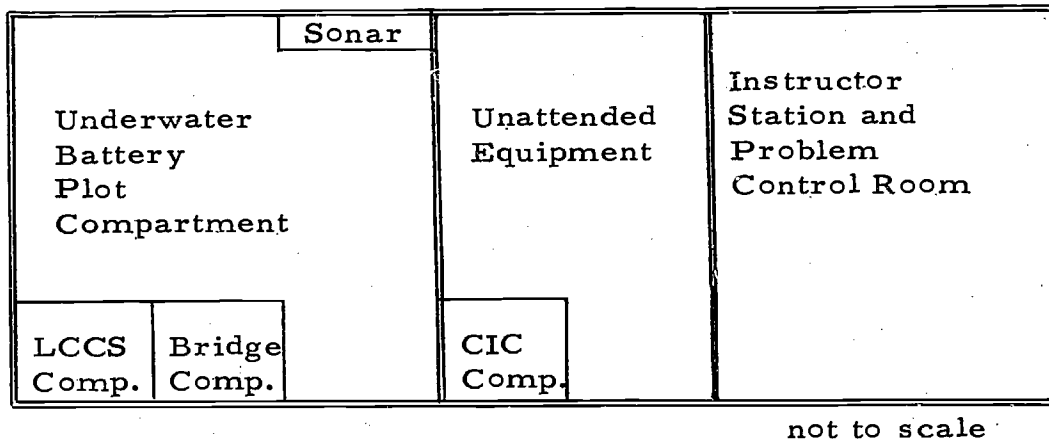 Sonar
Underwater
Battery
Plot
Compartment
Unattended
Equipment
Instructor
Station and
Problem
Control Room
LCCS
Comp.
Bridge
Comp.
CIC
Comp.
not to scale